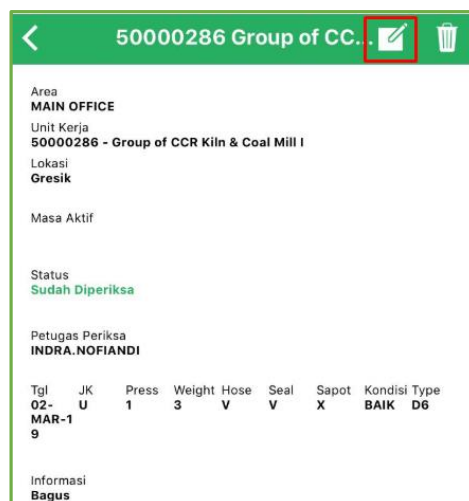 50000286 Group of CC...
Area
MAIN OFFICE
Unit Kerja
50000286 - Group of CCR Kiln & Coal Mill I
Lokasi
Gresik
Masa Aktif
Status
Sudah Diperiksa
Petugas Periksa
INDRA.NOFIANDI
Tgl JK Press Weight Hose Seal Sapot Kondisi Type
02- U 1 3 V V X BAIK D6
MAR-1
9
Informasi
Bagus